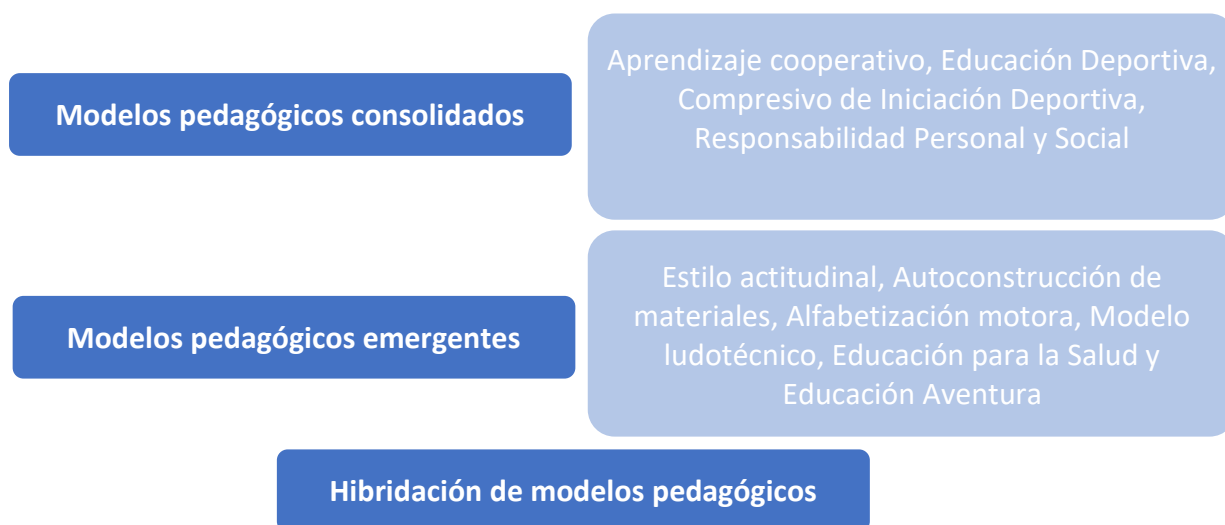 Modelos pedagógicos consolidados
Aprendizaje cooperativo, Educación Deportiva,
Compresivo de Iniciación Deportiva,
Responsabilidad Personal y Social
Modelos pedagógicos emergentes
Estilo actitudinal, Autoconstrucción de
materiales, Alfabetización motora, Modelo
ludotécnico, Educación para la Salud y
Educación Aventura
Hibridación de modelos pedagógicos